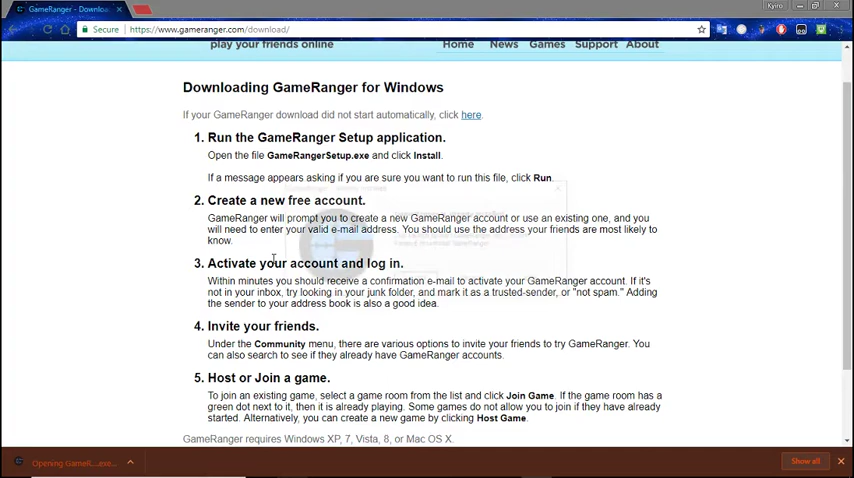 GameRanger - Downloa
Kyiro
Secure
https://www.gameranger.com/download/
play your friends online
Home News Games Support About
Downloading GameRanger for Windows
If your GameRanger download did not start automatically, click here.
1. Run the GameRanger Setup application.
Open the file GameRangerSetup.exe and click Install.
If a message appears asking if you are sure you want to run this file, click Run.
2. Create a new free account.
GameRanger will prompt you to create a new GameRanger account or use an existing one, and you
will need to enter your valid e-mail address. You should use the address your friends are most likely to
know.
3. Activate your account and log in.
Within minutes you should receive a confirmation e-mail to activate your GameRanger account. If it's
not in your inbox, try looking in your junk folder, and mark it as a trusted-sender, or "not spam." Adding
the sender to your address book is also a good idea.
4. Invite your friends.
Under the Community menu, there are various options to invite your friends to try GameRanger. You
can also search to see if they already have GameRanger accounts.
5. Host or Join a game.
To join an existing game, select a game room from the list and click Join Game. If the game room has a
green dot next to it, then it is already playing. Some games do not allow you to join if they have already
started. Alternatively, you can create a new game by clicking Host Game.
GameRanger requires Windows XP, 7, Vista, 8, or Mac OS X.
Opening GameR....exe...
Show all